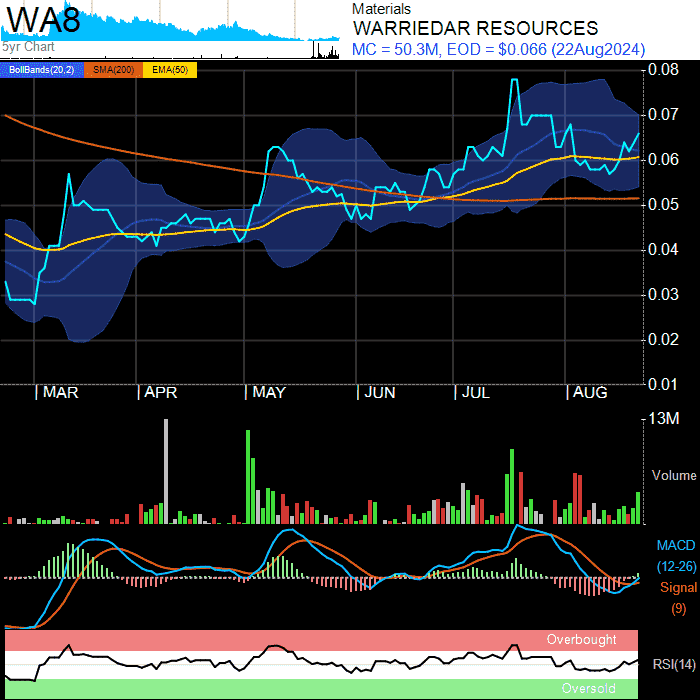 WA8
5yr Chart
Materials
WARRIEDAR RESOURCES
MC = 50.3M, EOD = $0.066 (22Aug2024)
BollBands(20,2) SMA(200) EMA(50)
0.08
0.07
0.06
0.05
0.04
0.03
0.02
0.01
MAR APR MAY JUN JUL AUG
13M
Volume
MACD
(12-26)
Signal
(9)
Overbought
RSI(14)
Oversold